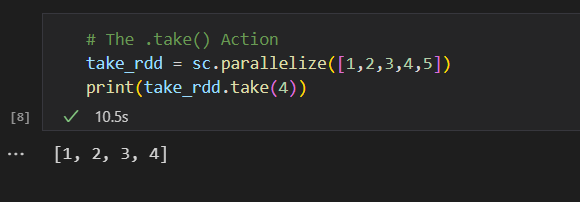 # The .take() Action
take_rdd = sc.parallelize([1,2,3,4,5])
print(take_rdd.take(4))
[8]
10.5s
[1, 2, 3, 4]